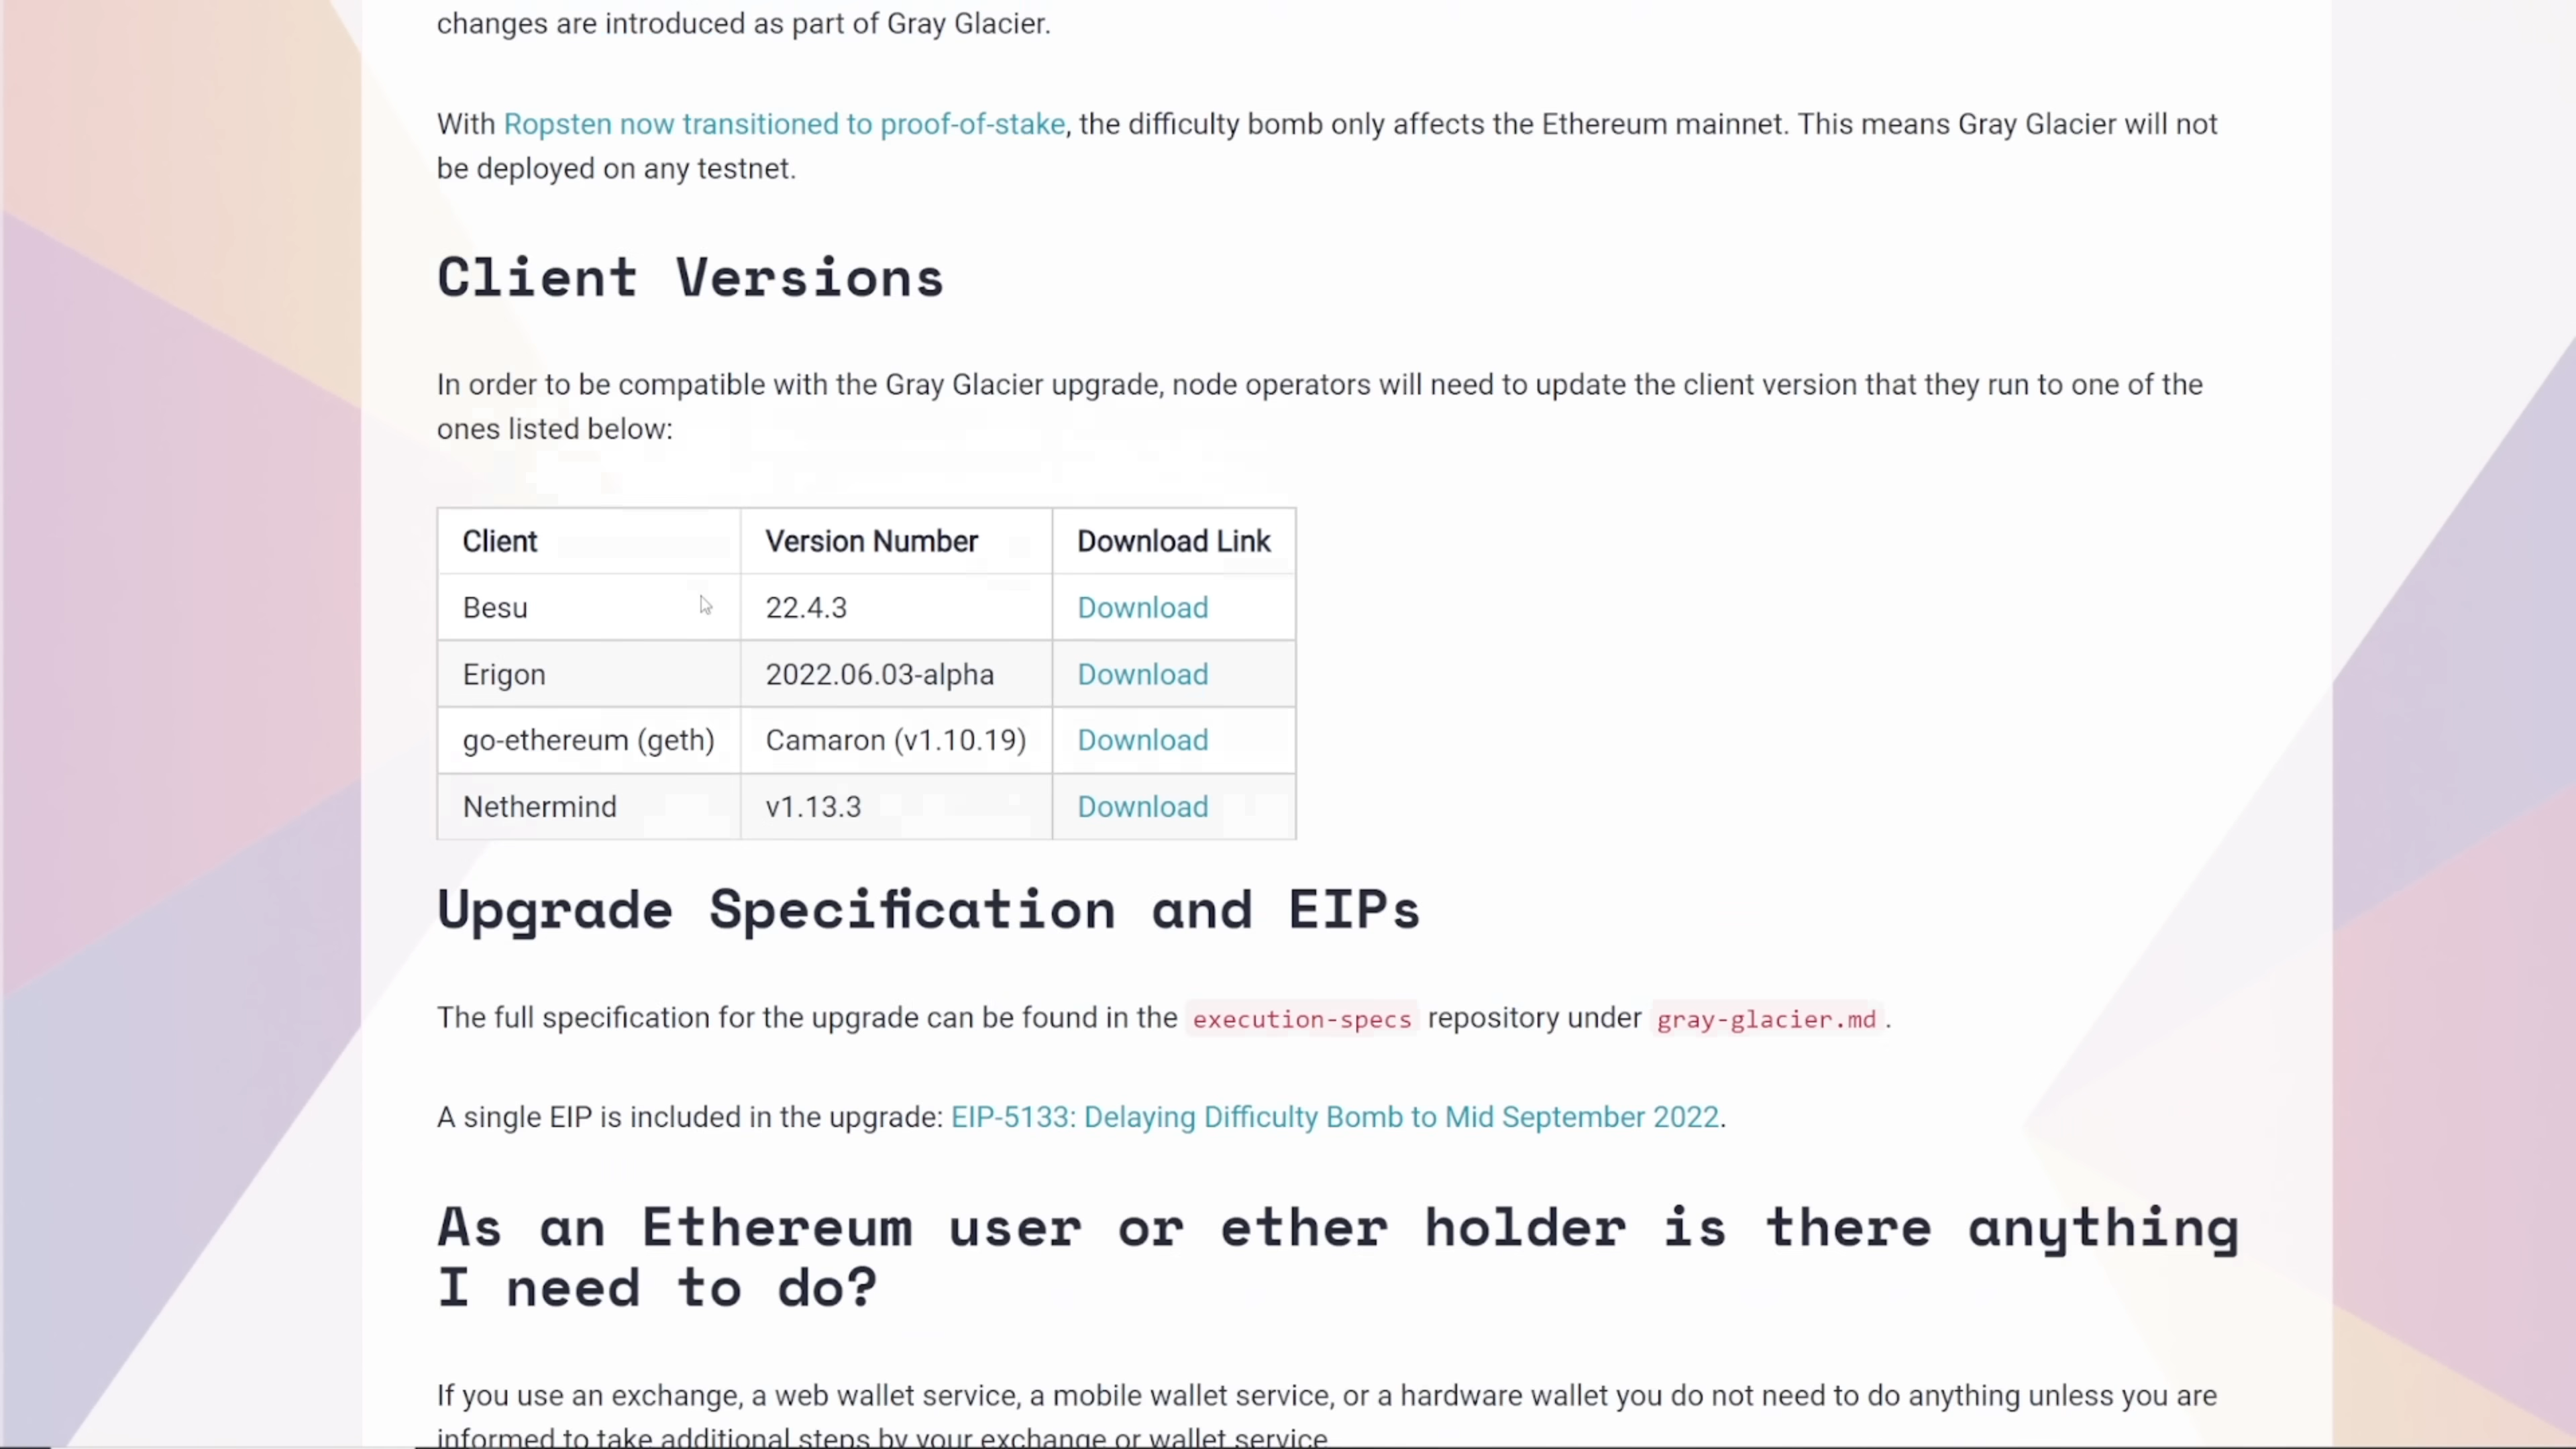 changes are introduced as part of Gray Glacier.
With Ropsten now transitioned to proof-of-stake, the difficulty bomb only affects the Ethereum mainnet. This means Gray Glacier will not
be deployed on any testnet.
Client Versions
In order to be compatible with the Gray Glacier upgrade, node operators will need to update the client version that they run to one of the
ones listed below:
Client Version Number Download Link
Besu 22.4.3 Download
Erigon 2022.06.03-alpha Download
go-ethereum (geth) Camaron (v1.10.19) Download
Nethermind v1.13.3 Download
Upgrade Specification and EIPs
The full specification for the upgrade can be found in the execution-specs repository under gray-glacier.md.
A single EIP is included in the upgrade: EIP-5133: Delaying Difficulty Bomb to Mid September 2022.
As an Ethereum user or ether holder is there anything
I need to do?
If you use an exchange, a web wallet service, a mobile wallet service, or a hardware wallet you do not need to do anything unless you are
informed to take additional steps by your exchange or wallet service